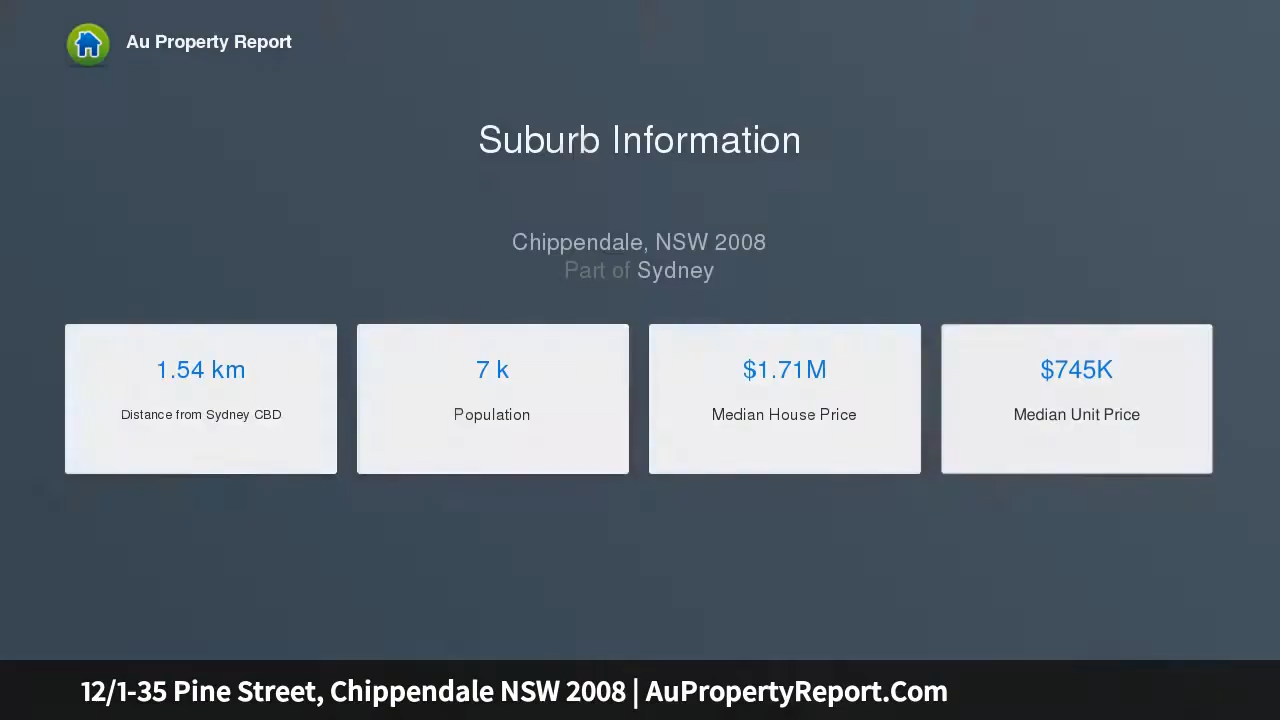 Au Property Report
Suburb Information
Chippendale, NSW 2008
Part of Sydney
1.54 km
Distance from Sydney CBD
7 k
Population
$1.71M
Median House Price
$745K
Median Unit Price
12/1-35 Pine Street, Chippendale NSW 2008 | AuPropertyReport.Com